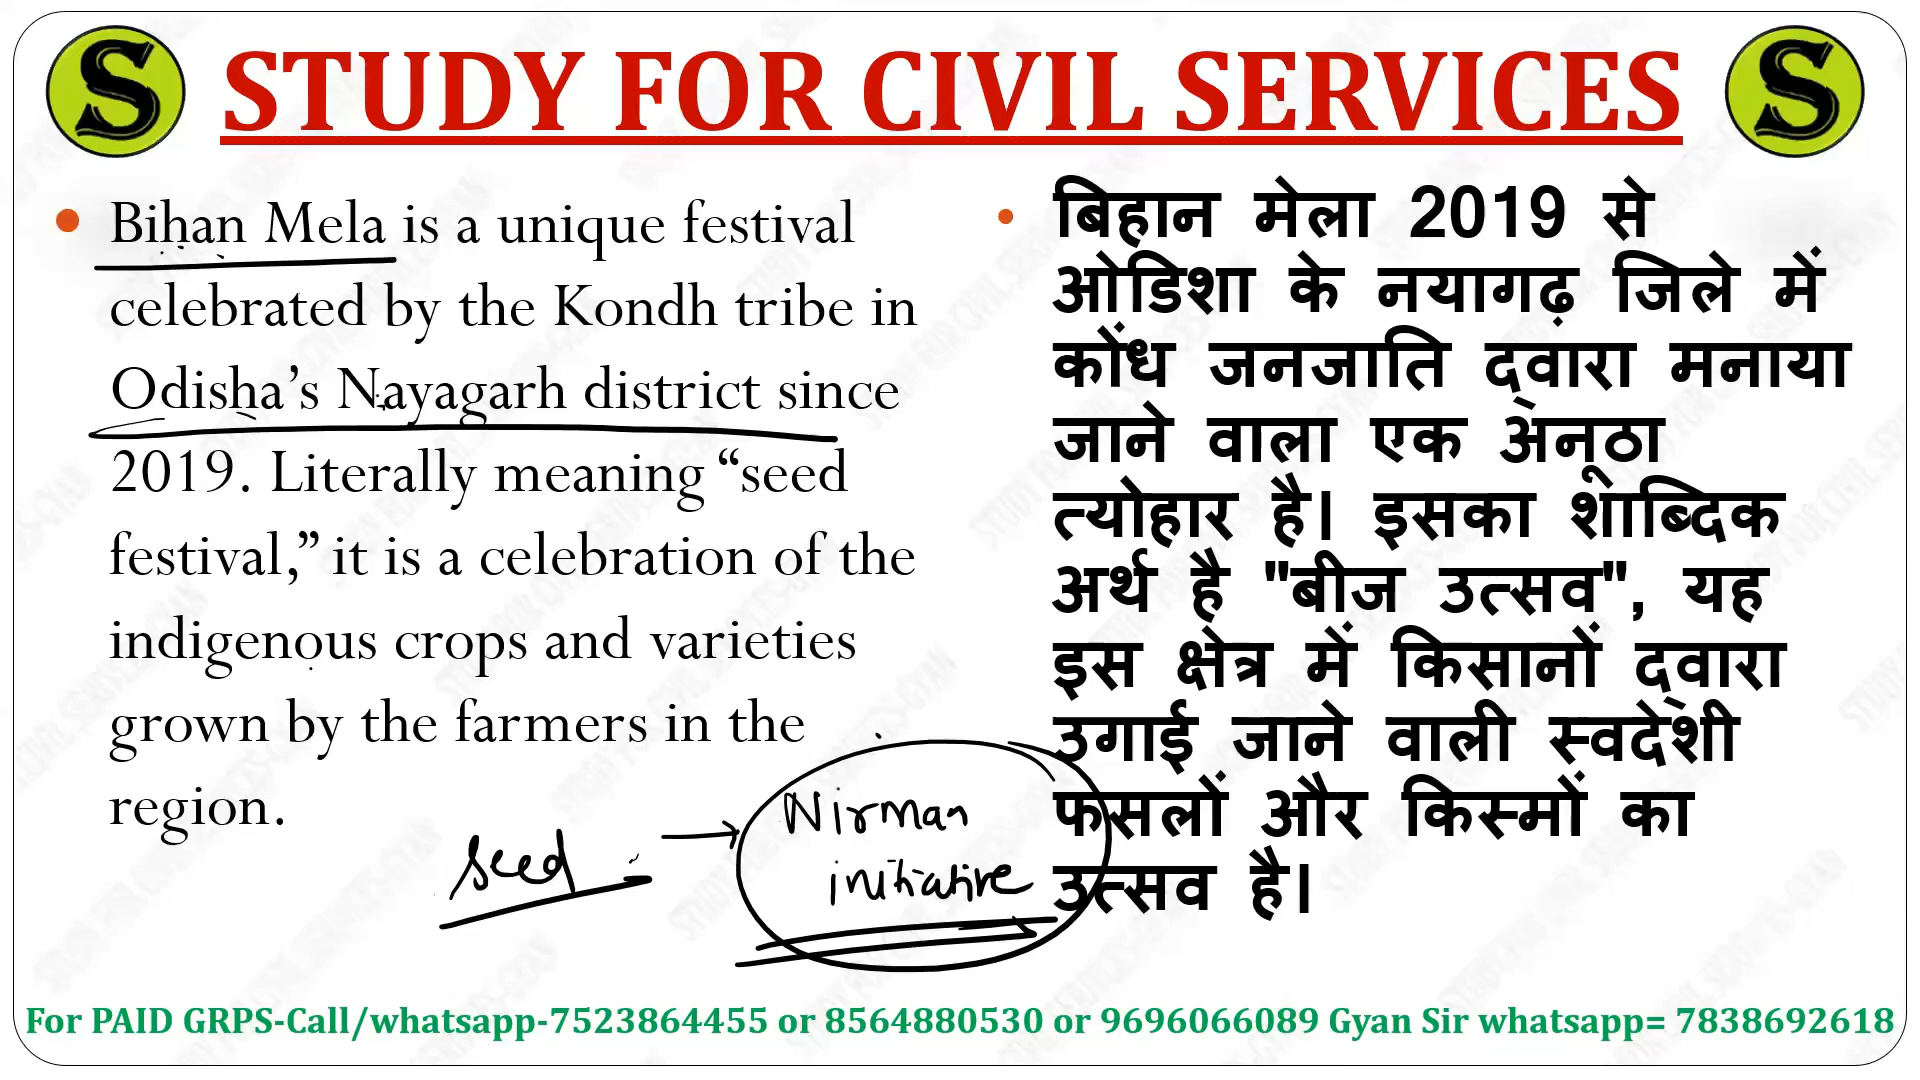 S STUDY FOR CIVIL SERVICES S
• Bihan Mela is a unique festival
celebrated by the Kondh tribe in
Odisha’s Nayagarh district since
2019. Literally meaning “seed
festival,” it is a celebration of the
indigenous crops and varieties
grown by the farmers in the
region.
seed → Nirman
initiative
• बिहान मेला 2019 से
ओडिशा के नयागढ़ जिले में
कोंध जनजाति द्वारा मनाया
जाने वाला एक अनूठा
त्योहार है। इसका शाब्दिक
अर्थ है "बीज उत्सव", यह
इस क्षेत्र में किसानों द्वारा
उगाई जाने वाली स्वदेशी
फसलों और किस्मों का
उत्सव है।
For PAID GRPS-Call/whatsapp-7523864455 or 8564880530 or 9696066089 Gyan Sir whatsapp= 7838692618